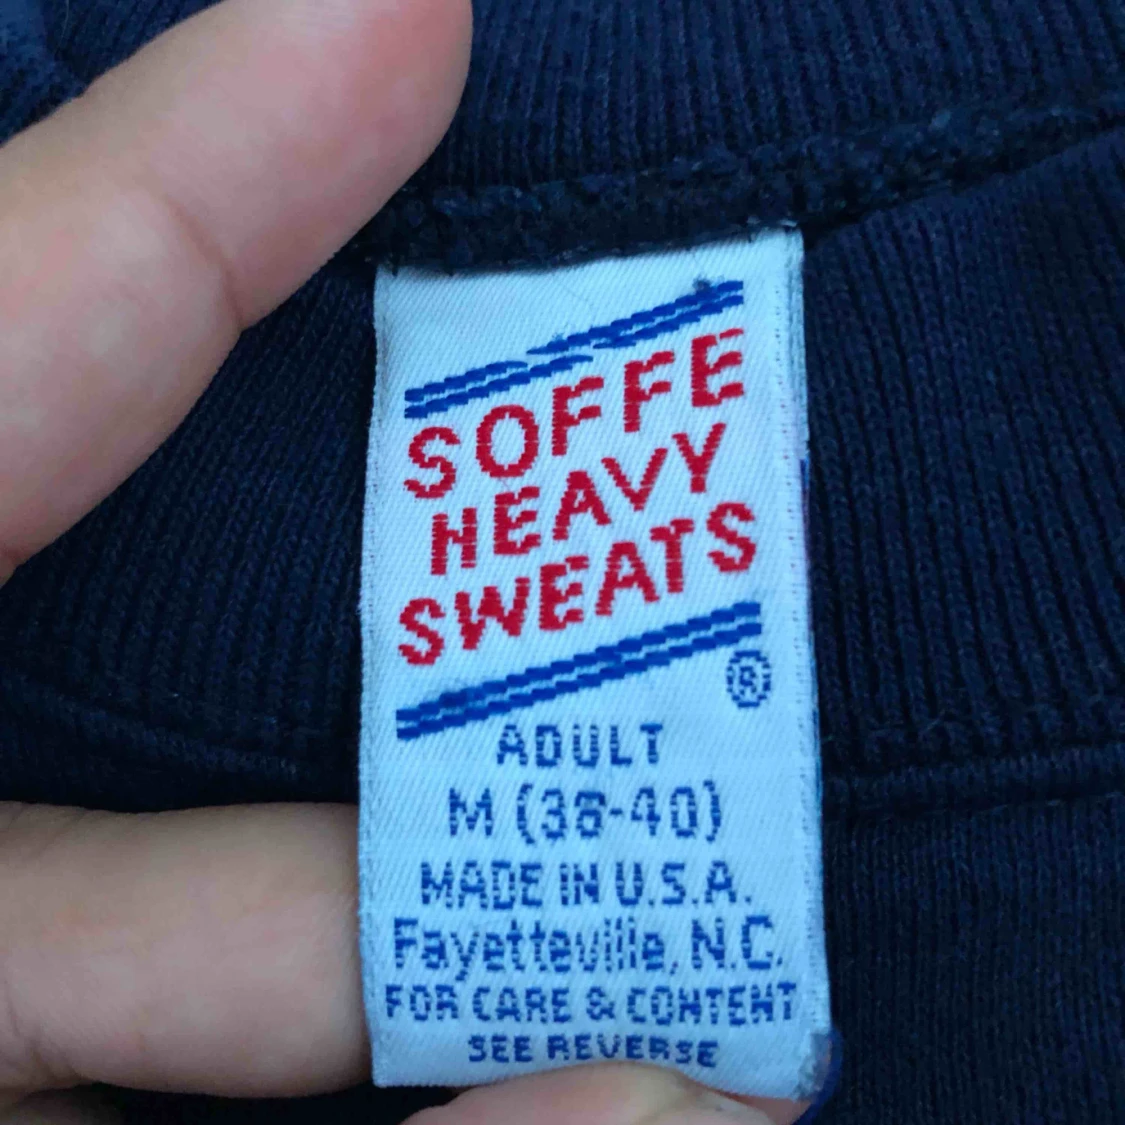 SOFFE
HEAVY
SWEATS
®
ADULT
M (38-40)
MADE IN U.S.A.
Fayetteville, N.C.
FOR CARE & CONTENT
SEE REVERSE